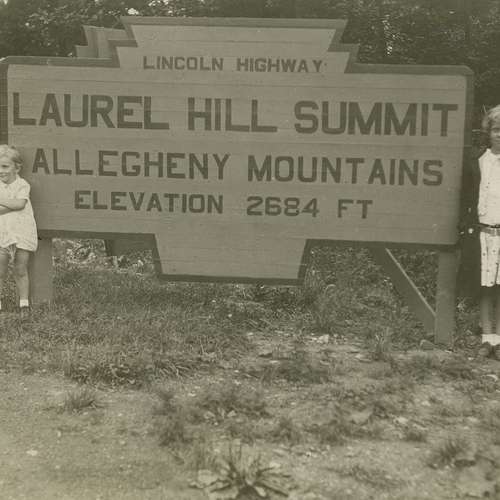 LINCOLN HIGHWAY
LAUREL HILL SUMMIT
ALLEGHENY MOUNTAINS
ELEVATION 2684 FT